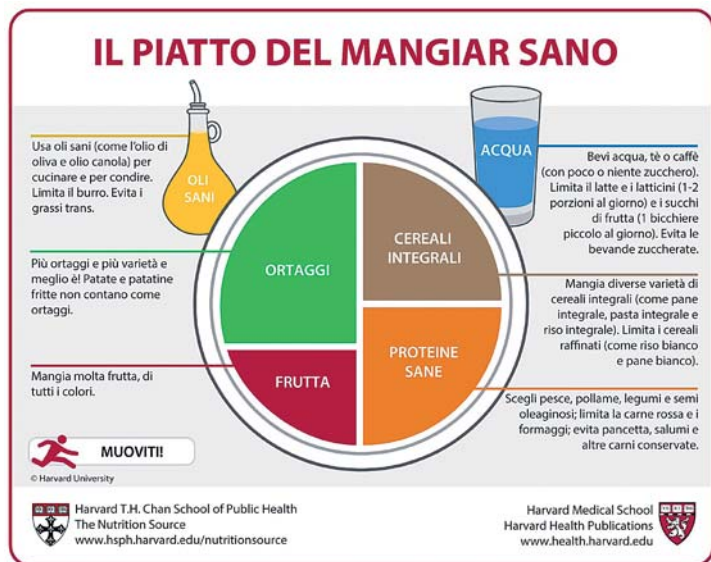 IL PIATTO DEL MANGIAR SANO
Usa oli sani (come l'olio di
oliva e olio canola) per
cucinare e per condire.
Limita il burro. Evita i
grassi trans.
OLI
SANI
ACQUA
Bevi acqua, tè o caffè
(con poco o niente zucchero).
Limita il latte e i latticini (1-2
porzioni al giorno) e i succhi
di frutta (1 bicchiere
piccolo al giorno). Evita le
bevande zuccherate.
Più ortaggi e più varietà e
meglio è! Patate e patatine
fritte non contano come
ortaggi.
ORTAGGI
CEREALI
INTEGRALI
Mangia diverse varietà di
cereali integrali (come pane
integrale, pasta integrale e
riso integrale). Limita i cereali
raffinati (come riso bianco
e pane bianco).
Mangia molta frutta, di
tutti i colori.
FRUTTA
PROTEINE
SANE
Scegli pesce, pollame, legumi e semi
oleaginosi; limita la carne rossa e i
formaggi; evita pancetta, salumi e
altre carni conservate.
MUOVITI!
© Harvard University
Harvard T.H. Chan School of Public Health
The Nutrition Source
www.hsph.harvard.edu/nutritionsource
Harvard Medical School
Harvard Health Publications
www.health.harvard.edu